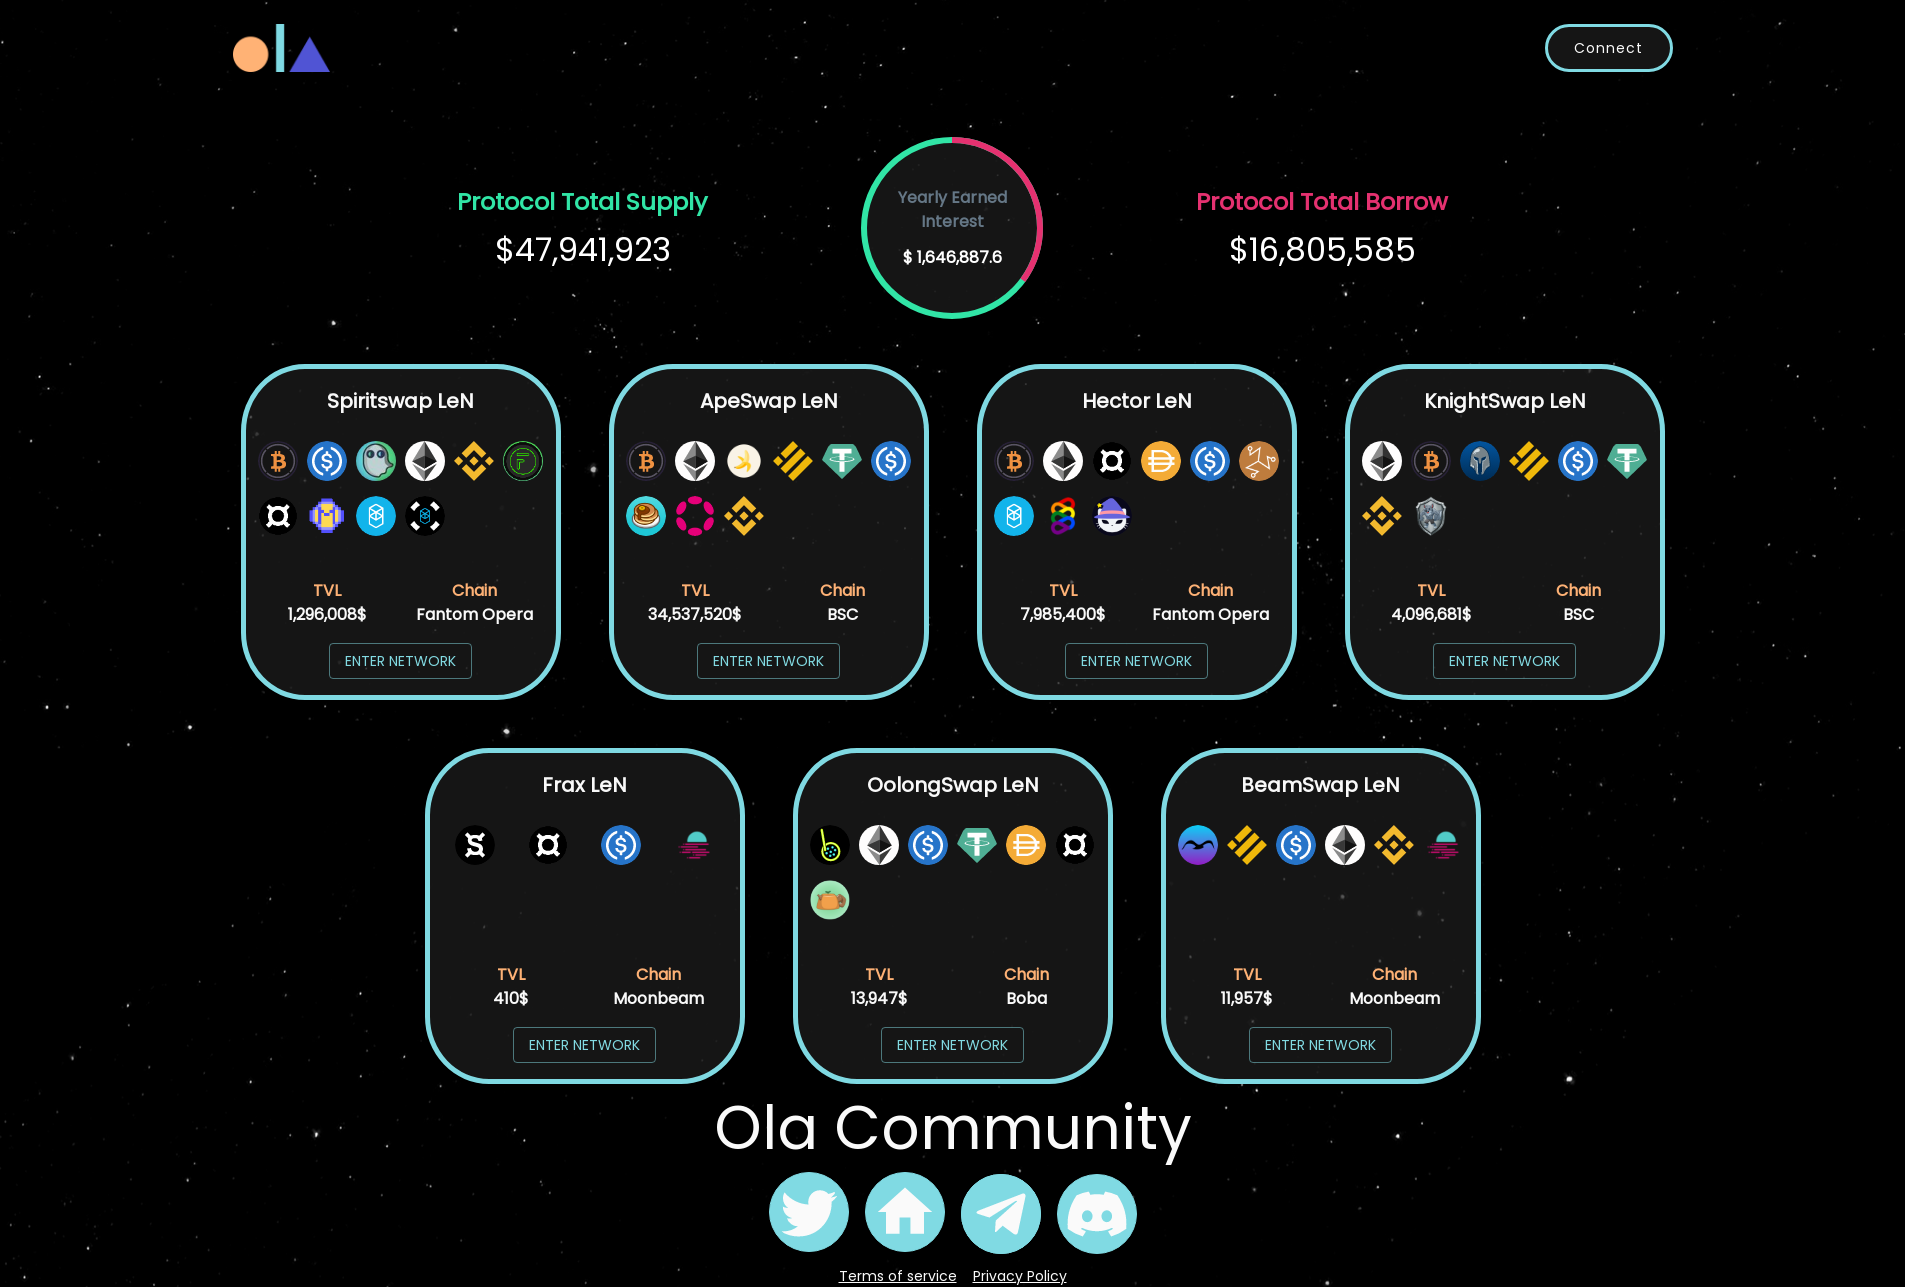 ola
Connect
Protocol Total Supply
$47,941,923
Yearly Earned
Interest
$ 1,646,887.6
Protocol Total Borrow
$16,805,585
Spiritswap LeN
TVL
1,296,008$
Chain
Fantom Opera
ENTER NETWORK
ApeSwap LeN
TVL
34,537,520$
Chain
BSC
ENTER NETWORK
Hector LeN
TVL
7,985,400$
Chain
Fantom Opera
ENTER NETWORK
KnightSwap LeN
TVL
4,096,681$
Chain
BSC
ENTER NETWORK
Frax LeN
TVL
410$
Chain
Moonbeam
ENTER NETWORK
OolongSwap LeN
TVL
13,947$
Chain
Boba
ENTER NETWORK
BeamSwap LeN
TVL
11,957$
Chain
Moonbeam
ENTER NETWORK
Ola Community
Terms of service
Privacy Policy